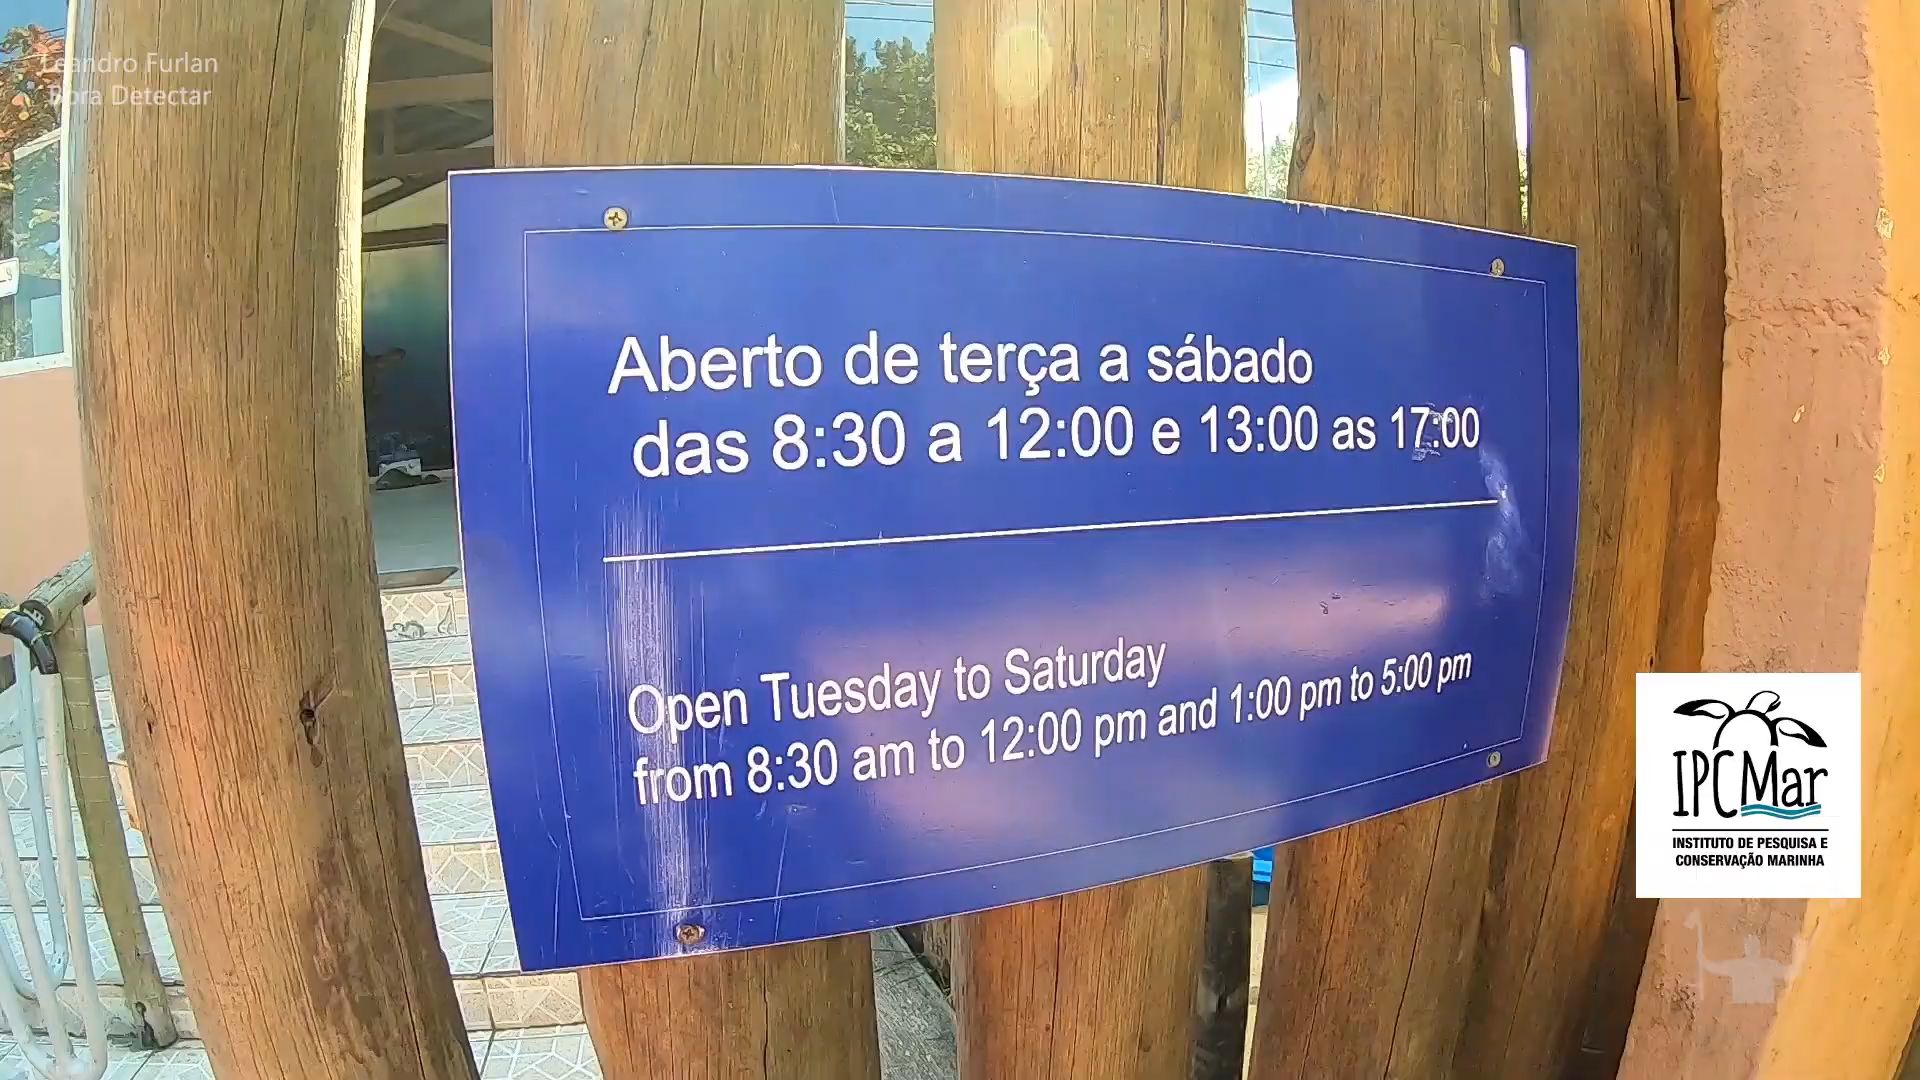 Leandro Furlan
Bora Detectar
Aberto de terça a sábado
das 8:30 a 12:00 e 13:00 as 17:00
Open Tuesday to Saturday
from 8:30 am to 12:00 pm and 1:00 pm to 5:00 pm
IPCMar
INSTITUTO DE PESQUISA E
CONSERVAÇÃO MARINHA